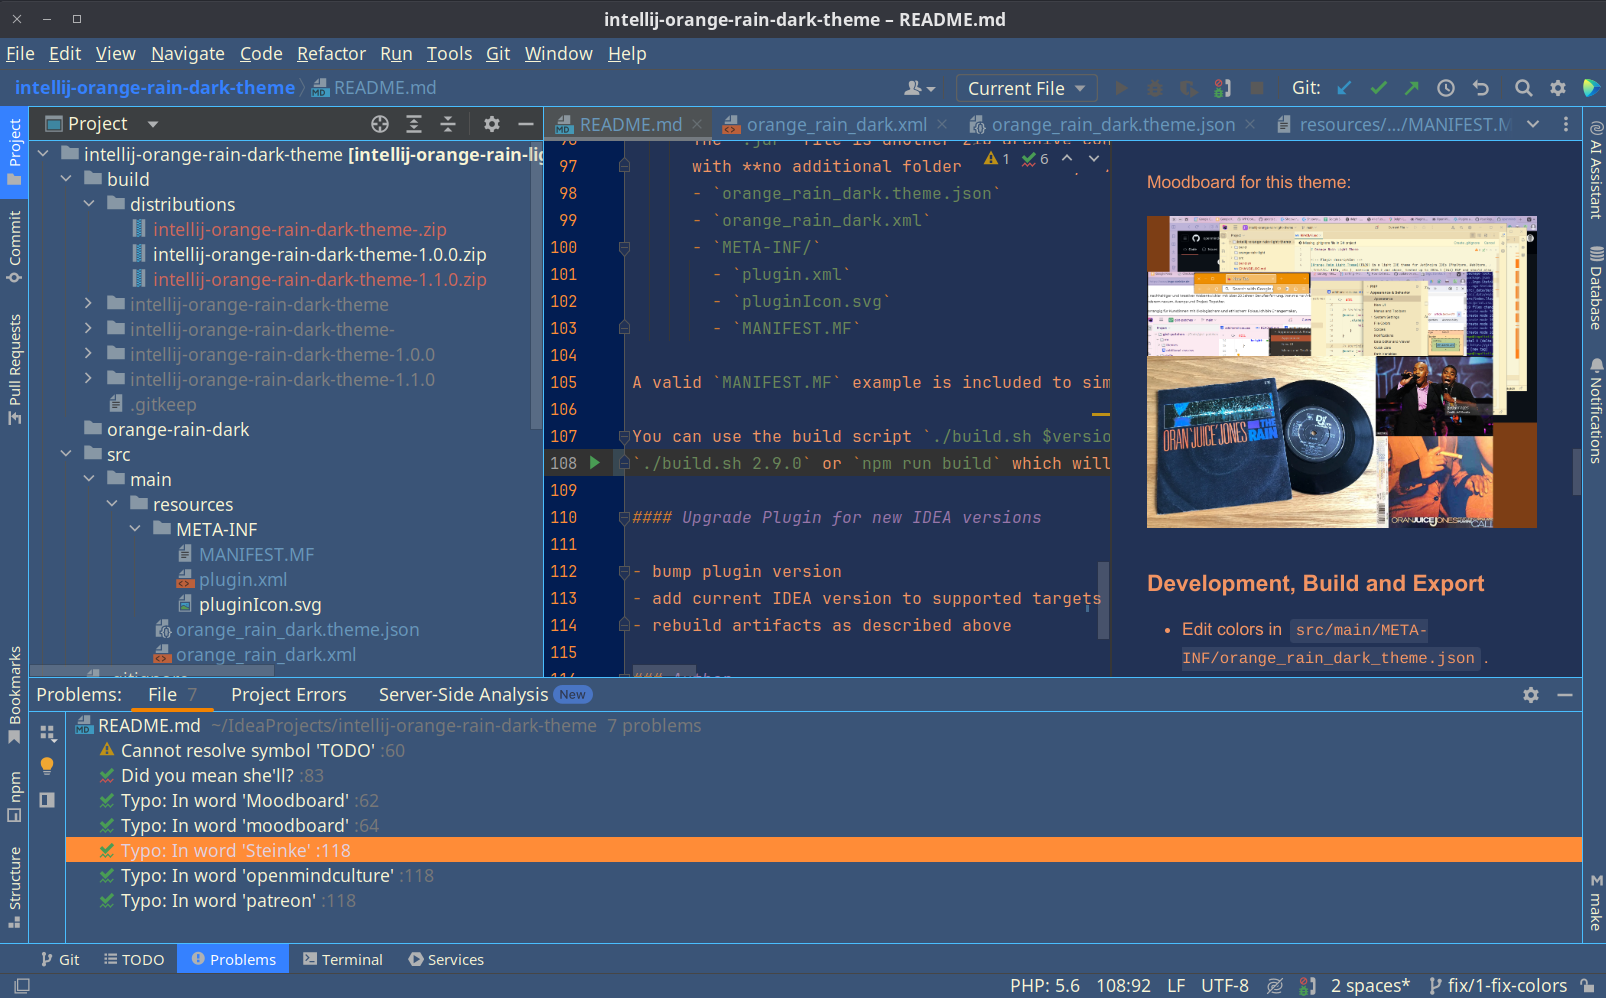 intellij-orange-rain-dark-theme – README.md
File Edit View Navigate Code Refactor Run Tools Git Window Help
intellij-orange-rain-dark-theme README.md
Current File Git:
Project
README.md orange_rain_dark.xml orange_rain_dark.theme.json resources/.../MANIFEST.M
Project
Commit
Pull Requests
Bookmarks
npm
Structure
intellij-orange-rain-dark-theme [intellij-orange-rain-lig
build
distributions
intellij-orange-rain-dark-theme-.zip
intellij-orange-rain-dark-theme-1.0.0.zip
intellij-orange-rain-dark-theme-1.1.0.zip
intellij-orange-rain-dark-theme
intellij-orange-rain-dark-theme-
intellij-orange-rain-dark-theme-1.0.0
intellij-orange-rain-dark-theme-1.1.0
.gitkeep
orange-rain-dark
src
main
resources
META-INF
MANIFEST.MF
plugin.xml
pluginIcon.svg
orange_rain_dark.theme.json
orange_rain_dark.xml
1 6
97 with **no additional folder
98 - `orange_rain_dark.theme.json`
99 - `orange_rain_dark.xml`
100 - `META-INF/`
101 - `plugin.xml`
102 - `pluginIcon.svg`
103 - `MANIFEST.MF`
104
105 A valid `MANIFEST.MF` example is included to sim
106
107 You can use the build script `./build.sh $versio
108 `./build.sh 2.9.0` or `npm run build` which will
109
110 #### Upgrade Plugin for new IDEA versions
111
112 - bump plugin version
113 - add current IDEA version to supported targets
114 - rebuild artifacts as described above
115
Moodboard for this theme:
ORAN 'JUICE' JONES
THE RAIN
Development, Build and Export
• Edit colors in src/main/META-
INF/orange_rain_dark_theme.json .
AI Assistant
Database
Notifications
make
Problems: File 7 Project Errors Server-Side Analysis New
README.md ~/IdeaProjects/intellij-orange-rain-dark-theme 7 problems
Cannot resolve symbol 'TODO' :60
Did you mean she'll? :83
Typo: In word 'Moodboard' :62
Typo: In word 'moodboard' :64
Typo: In word 'Steinke' :118
Typo: In word 'openmindculture' :118
Typo: In word 'patreon' :118
Git TODO Problems Terminal Services
PHP: 5.6 108:92 LF UTF-8 2 spaces* fix/1-fix-colors